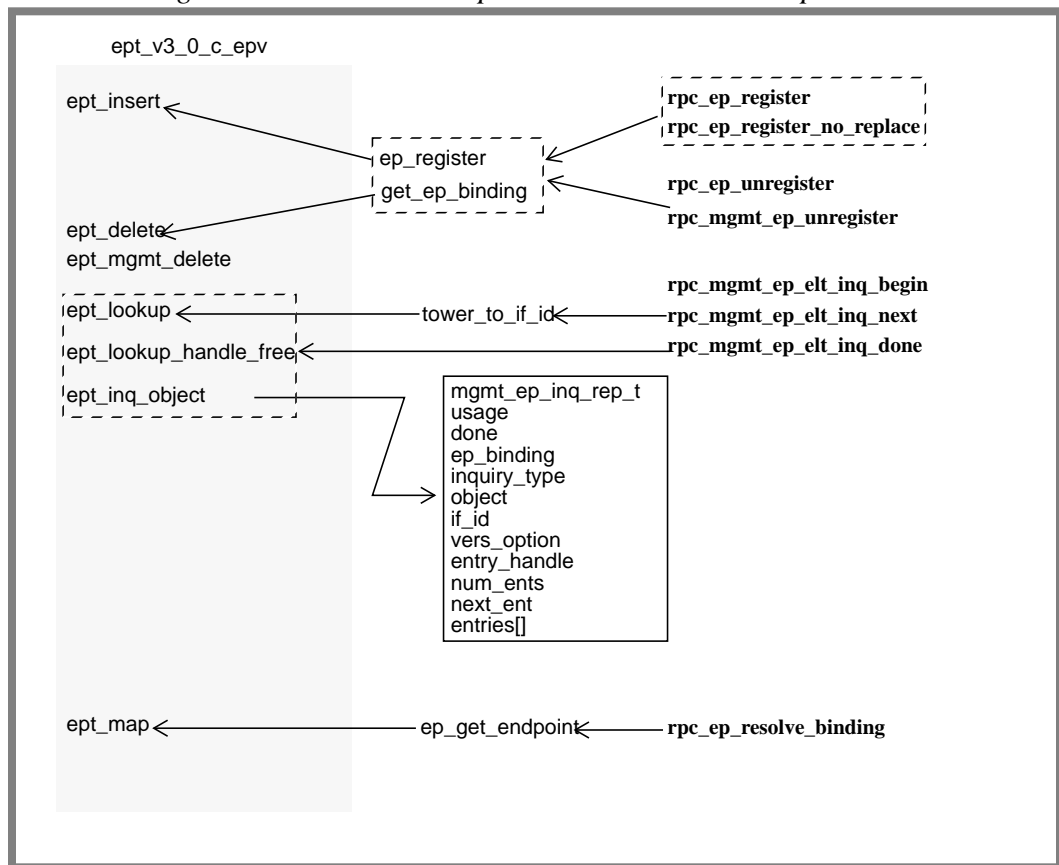 ept_v3_0_c_epv
ept_insert
rpc_ep_register
rpc_ep_register_no_replace
ep_register
get_ep_binding
rpc_ep_unregister
rpc_mgmt_ep_unregister
ept_delete
ept_mgmt_delete
rpc_mgmt_ep_elt_inq_begin
ept_lookup
tower_to_if_id
rpc_mgmt_ep_elt_inq_next
ept_lookup_handle_free
rpc_mgmt_ep_elt_inq_done
ept_inq_object
mgmt_ep_inq_rep_t
usage
done
ep_binding
inquiry_type
object
if_id
vers_option
entry_handle
num_ents
next_ent
entries[]
ept_map
ep_get_endpoint
rpc_ep_resolve_binding